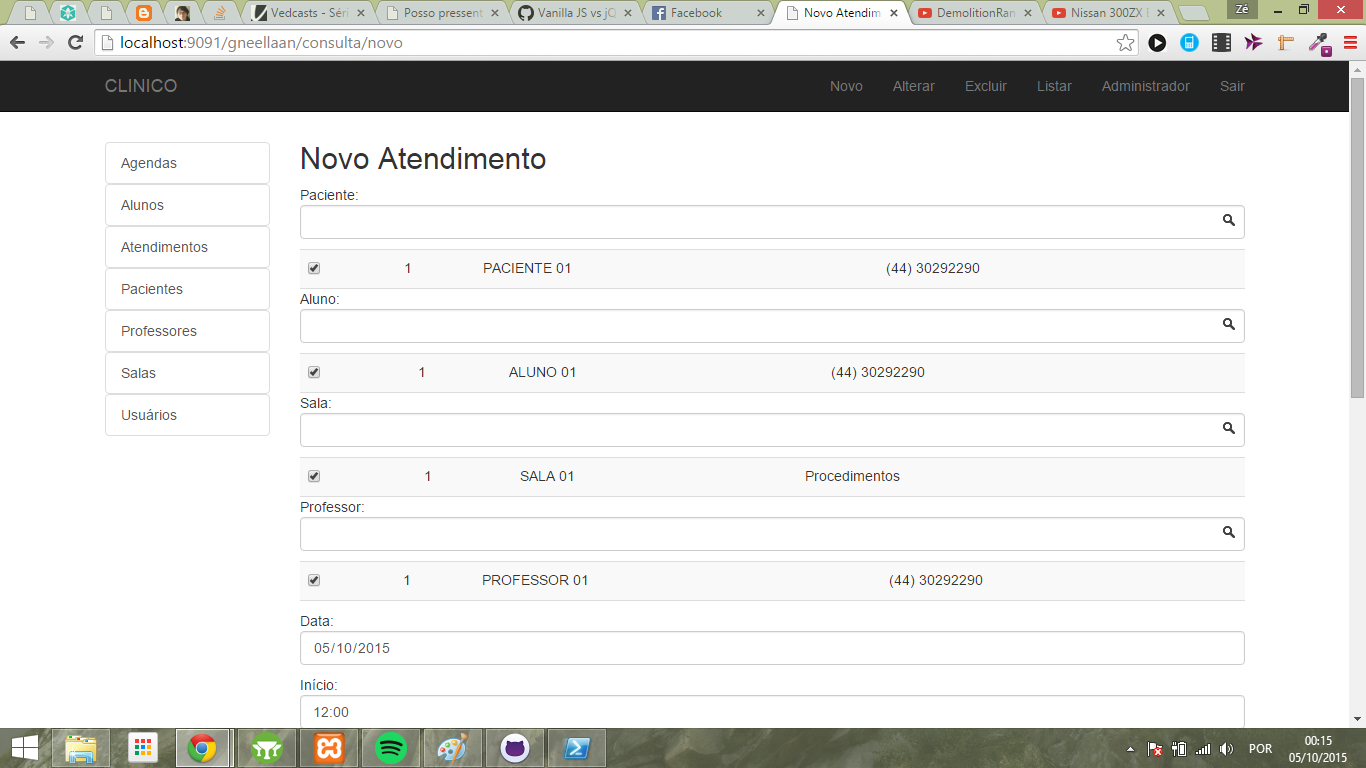 Vedcasts - Séri
Posso pressent
Vanilla JS vs jQ
Facebook
Novo Atendim
DemolitionRan
Nissan 300ZX
Zé
localhost:9091/gneellaan/consulta/novo
CLINICO
Novo
Alterar
Excluir
Listar
Administrador
Sair
Agendas
Alunos
Atendimentos
Pacientes
Professores
Salas
Usuários
Novo Atendimento
Paciente:
1 PACIENTE 01 (44) 30292290
Aluno:
1 ALUNO 01 (44) 30292290
Sala:
1 SALA 01 Procedimentos
Professor:
1 PROFESSOR 01 (44) 30292290
Data:
05/10/2015
Início:
12:00
POR
00:15
05/10/2015